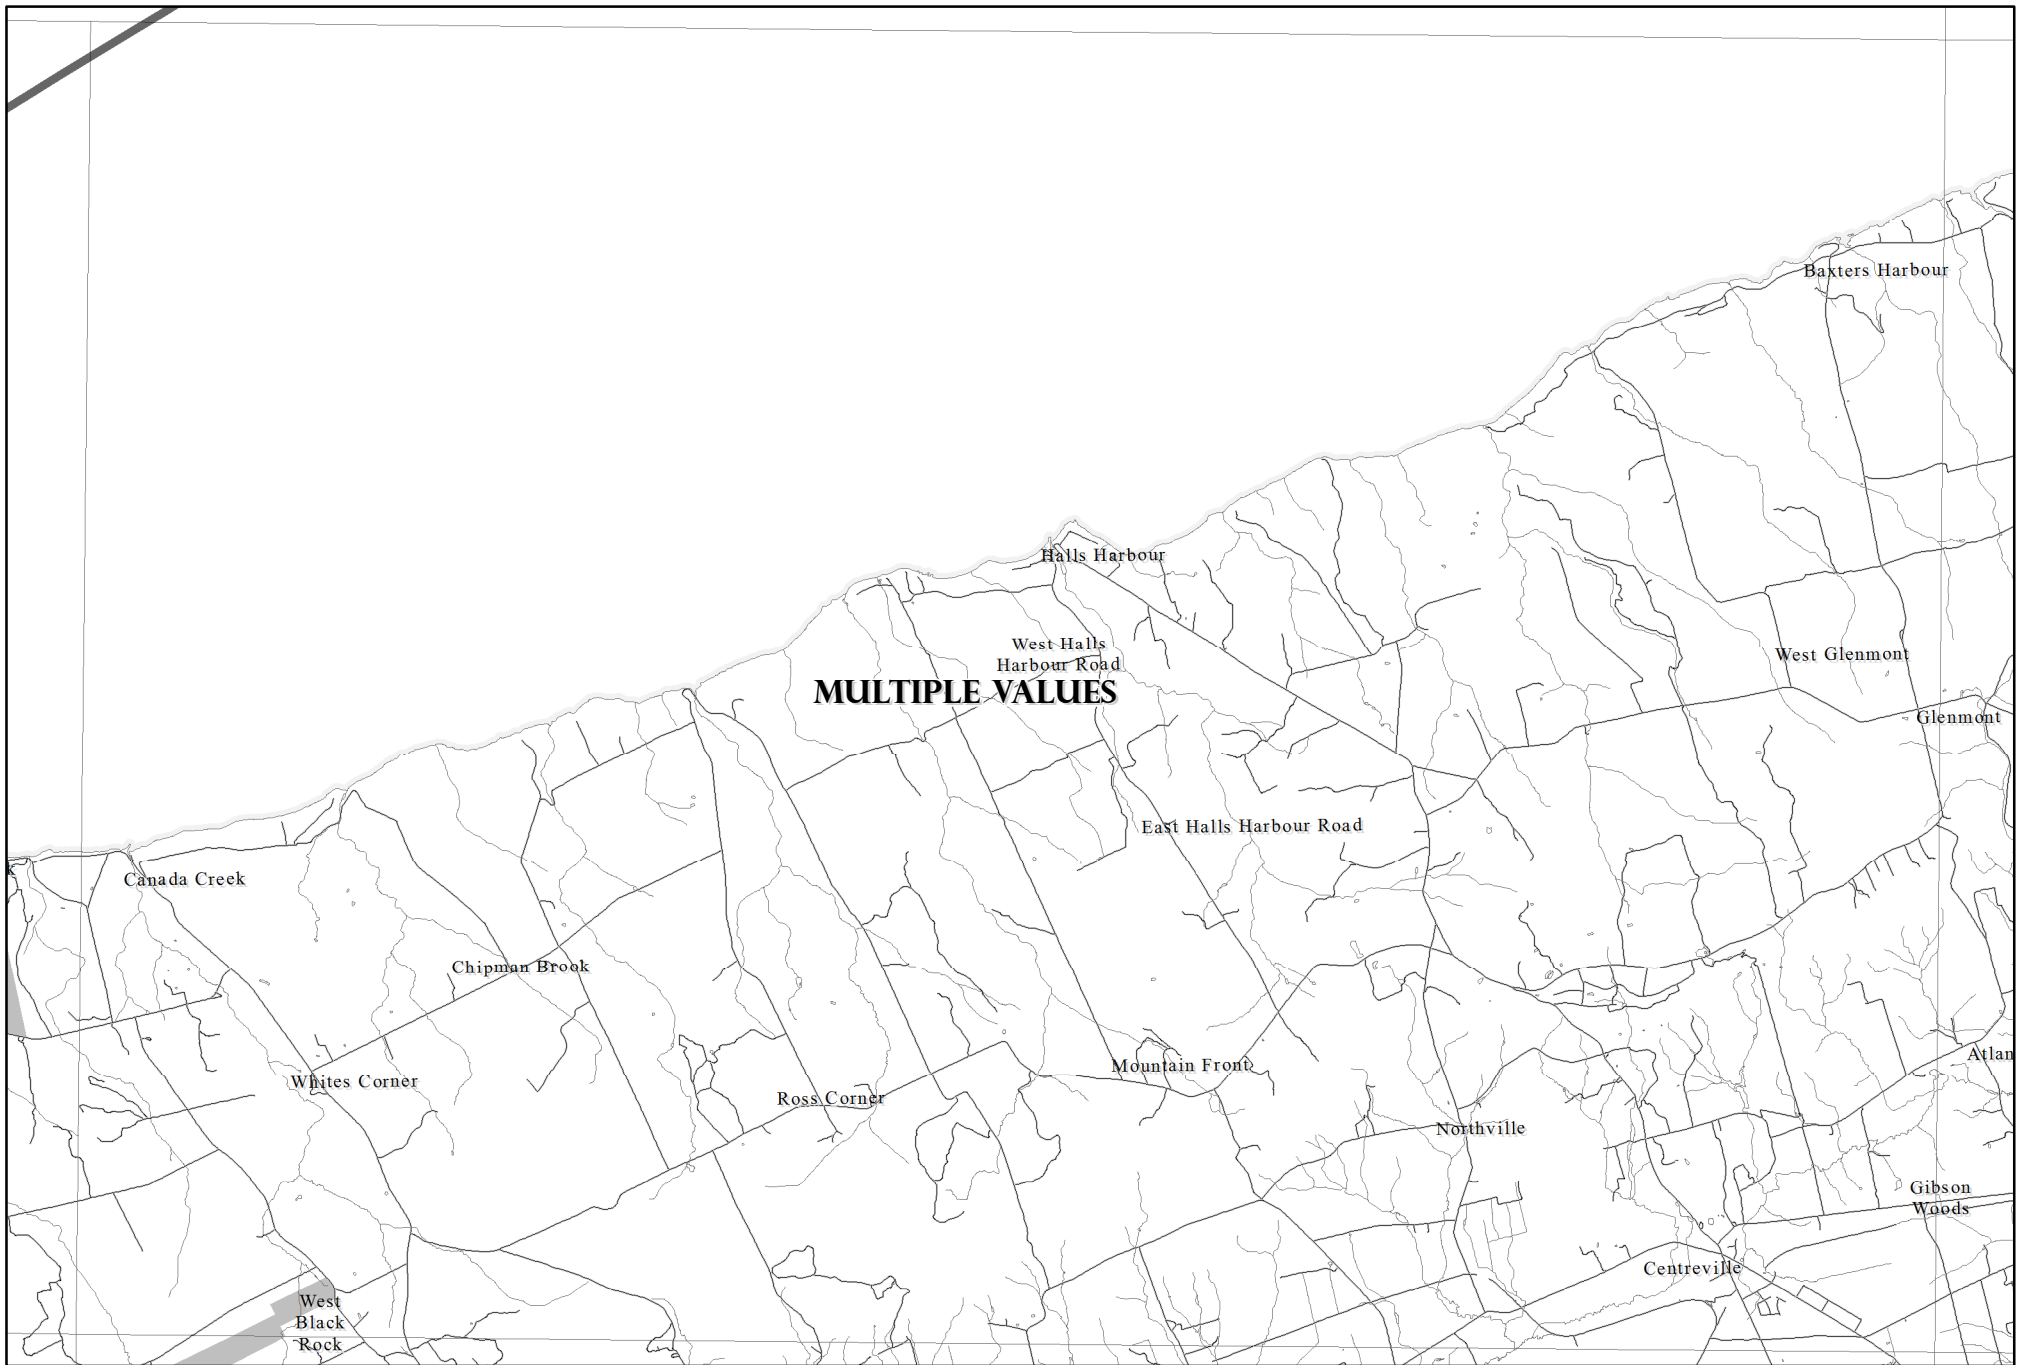 Baxters Harbour
Halls Harbour
West Halls
Harbour Road
West Glenmont
MULTIPLE VALUES
Glenmont
East Halls Harbour Road
k
Canada Creek
Chipman Brook
Atlan
Mountain Front
Whites Corner
Ross Corner
Northville
Gibson
Woods
Centreville
West
Black
Rock